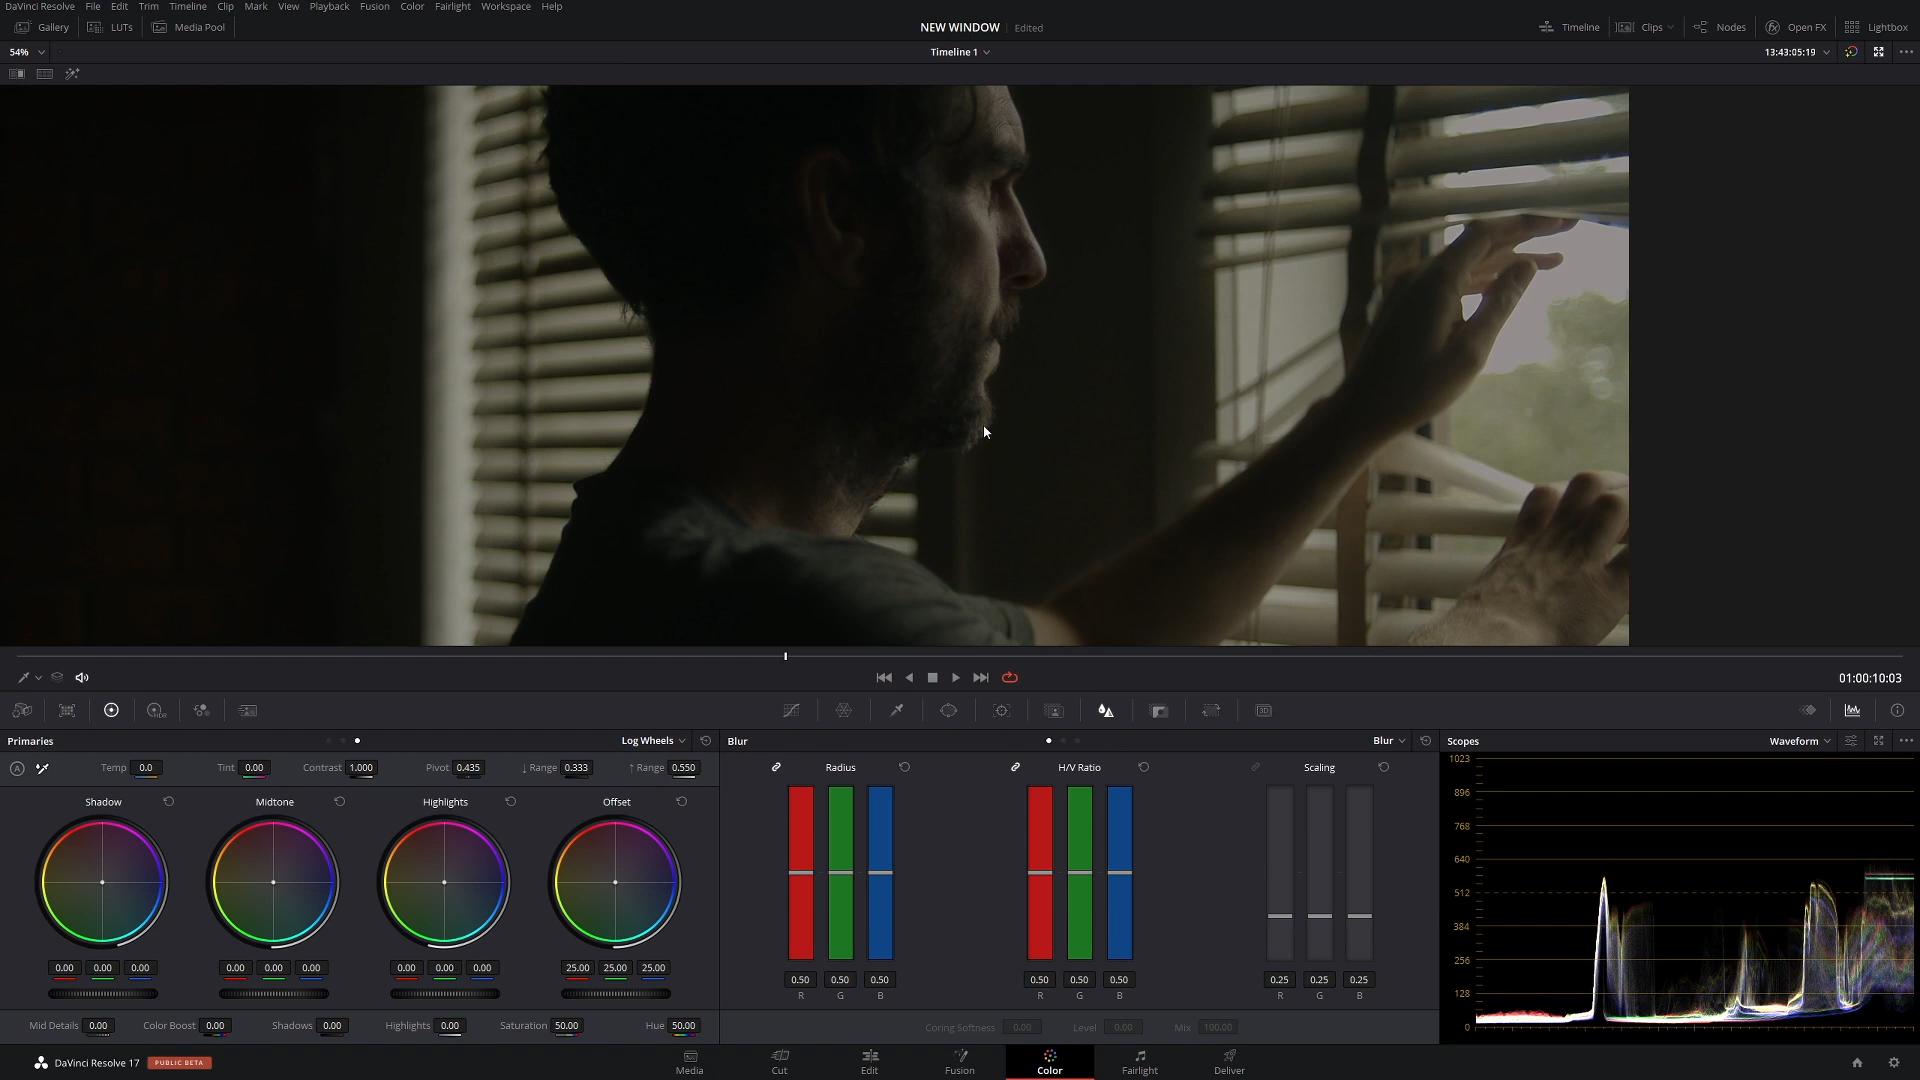 DaVinci Resolve File Edit Trim Timeline Clip Mark View Playback Fusion Color Fairlight Workspace Help
Gallery LUTs Media Pool NEW WINDOW Edited Timeline Clips Nodes Open FX Lightbox
54% Timeline 1 13:43:05:19
01:00:10:03
HDR 3D
Primaries Log Wheels Blur Blur Scopes Waveform
A Temp 0.0 Tint 0.00 Contrast 1.000 Pivot 0.435 ↓ Range 0.333 ↑ Range 0.550 Radius H/V Ratio Scaling
Shadow Midtone Highlights Offset
1023
896
768
640
512
384
256
128
0
0.00 0.00 0.00 0.00 0.00 0.00 0.00 0.00 0.00 25.00 25.00 25.00
0.50 0.50 0.50 0.50 0.50 0.50 0.25 0.25 0.25
R G B R G B R G B
Mid Details 0.00 Color Boost 0.00 Shadows 0.00 Highlights 0.00 Saturation 50.00 Hue 50.00 Coring Softness 0.00 Level 0.00 Mix 100.00
DaVinci Resolve 17 PUBLIC BETA Media Cut Edit Fusion Color Fairlight Deliver